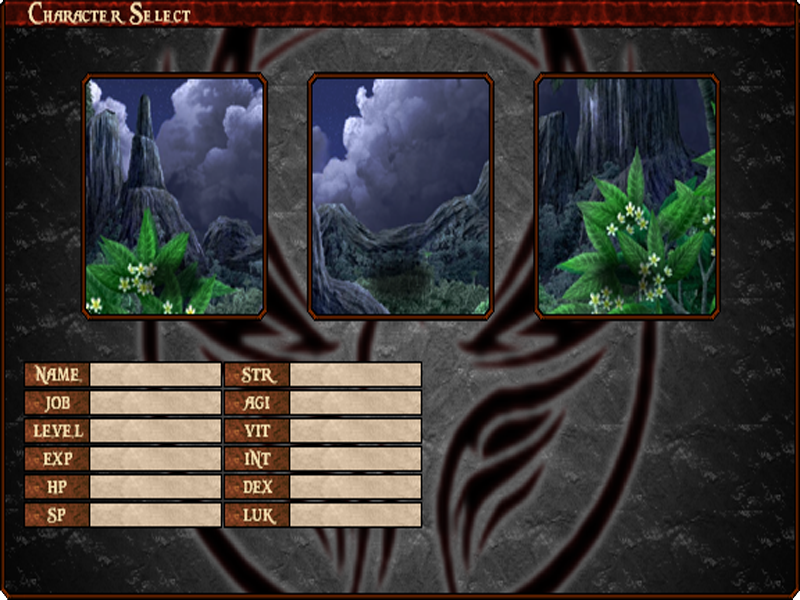 Character Select
NAME STR
JOB AGI
LEVEL VIT
EXP INT
HP DEX
SP LUK